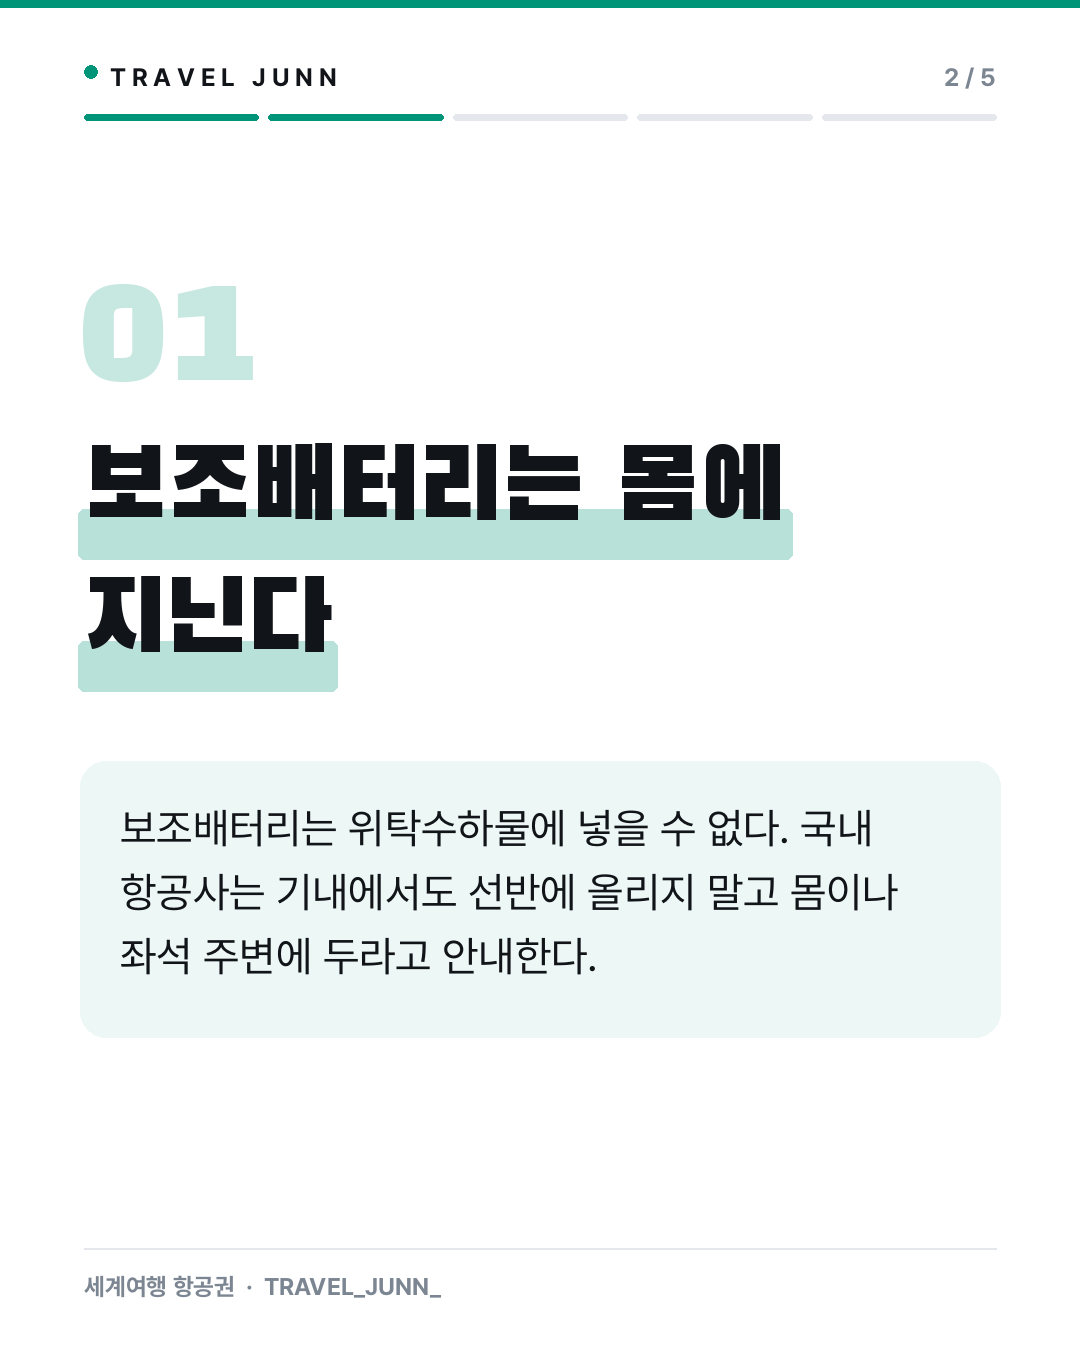 TRAVEL JUNN
2 / 5
01
보조배터리는 몸에
지닌다
보조배터리는 위탁수하물에 넣을 수 없다. 국내
항공사는 기내에서도 선반에 올리지 말고 몸이나
좌석 주변에 두라고 안내한다.
세계여행 항공권 · TRAVEL_JUNN_